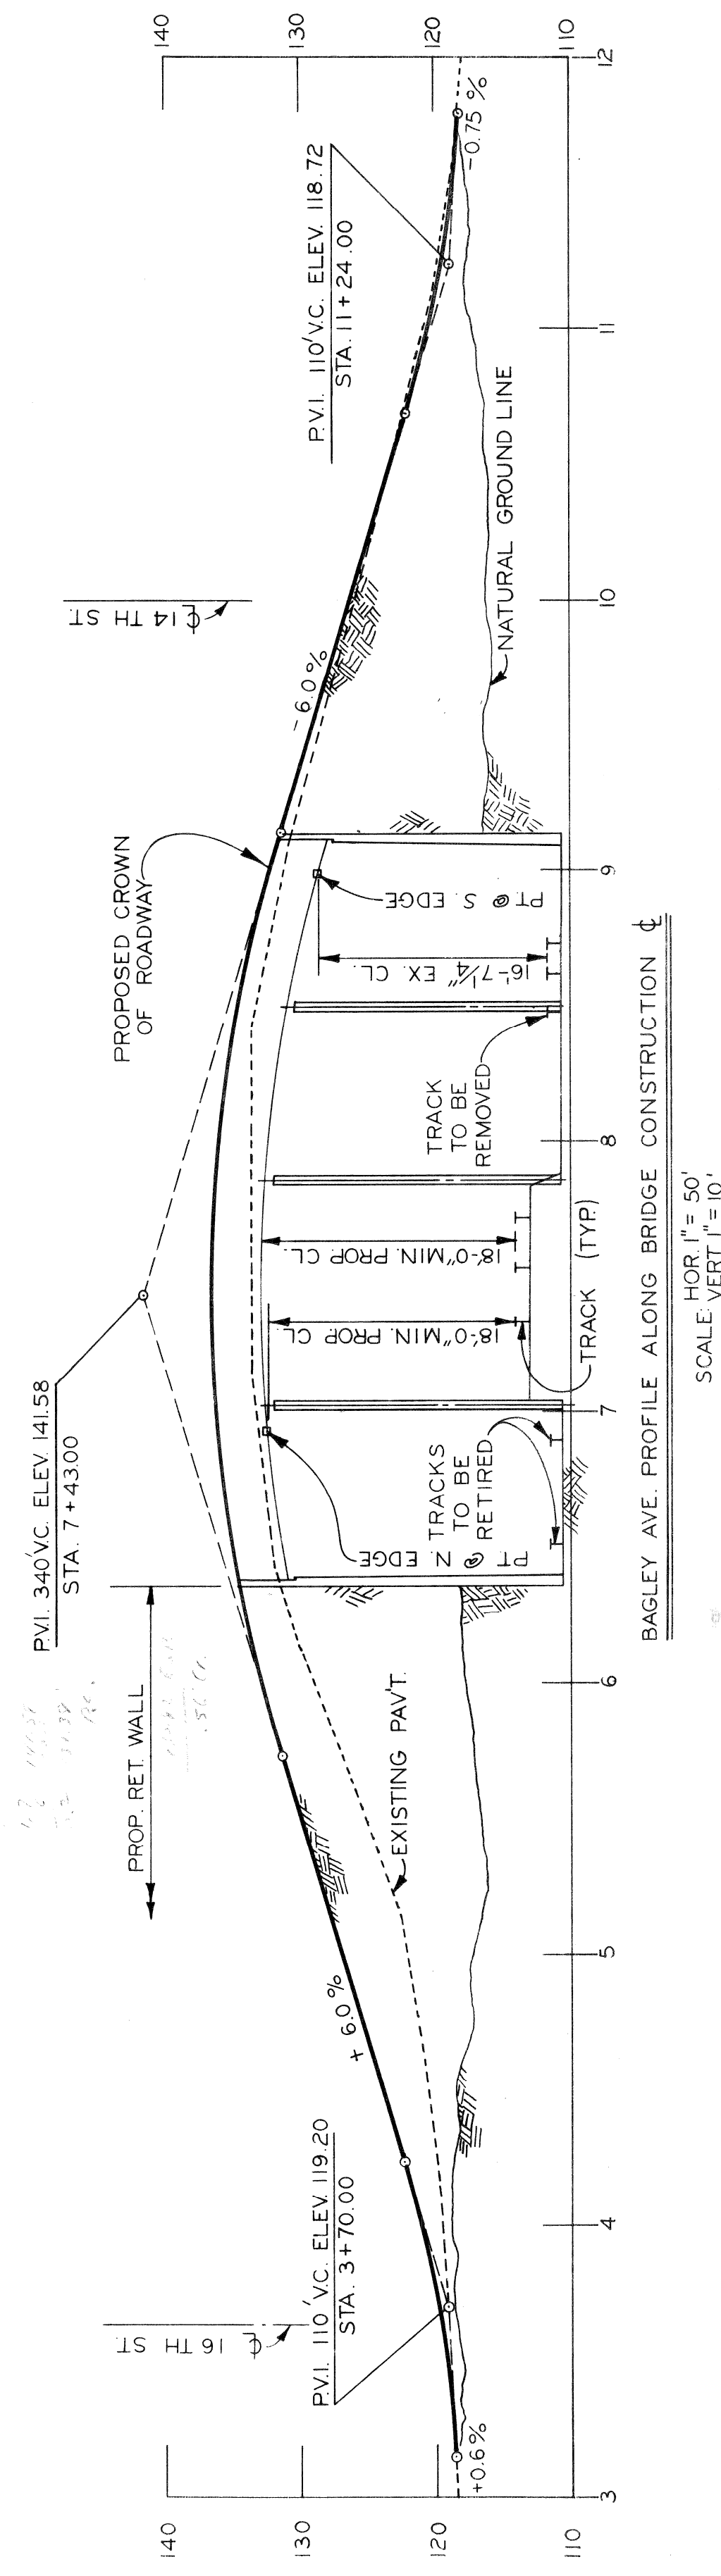 140
130
120
110
3
4
5
6
7
8
9
10
11
12
140
130
120
110
℄ 16 TH ST.
P.V.I. 110' V.C. ELEV. 119.20
STA. 3+70.00
+0.6%
+ 6.0%
PROP. RET. WALL
EXISTING PAV'T.
P.V.I. 340' V.C. ELEV. 141.58
STA. 7+43.00
PT. @ N. EDGE
TRACKS
TO BE
RETIRED
18'-0" MIN. PROP. CL.
18'-0" MIN. PROP. CL.
TRACK (TYP.)
TRACK
TO BE
REMOVED
16'-7 1/4" EX. CL.
PT. @ S. EDGE
PROPOSED CROWN
OF ROADWAY
- 6.0%
℄ 14 TH ST.
NATURAL GROUND LINE
P.V.I. 110' V.C. ELEV. 118.72
STA. 11+24.00
-0.75 %
BAGLEY AVE. PROFILE ALONG BRIDGE CONSTRUCTION ℄
SCALE: HOR. 1" = 50'
VERT. 1" = 10'